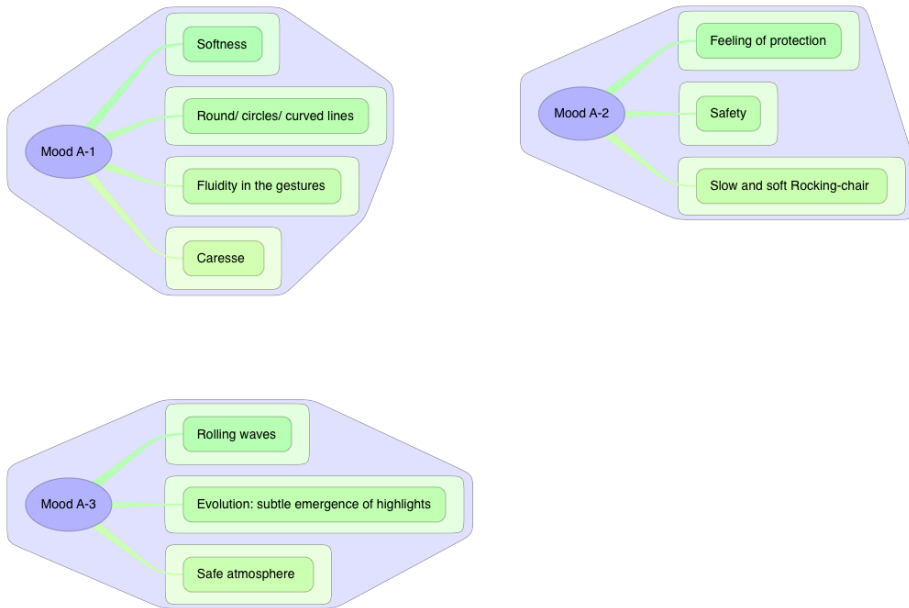 Mood A-1
Softness
Round/ circles/ curved lines
Fluidity in the gestures
Caresse
Mood A-2
Feeling of protection
Safety
Slow and soft Rocking-chair
Mood A-3
Rolling waves
Evolution: subtle emergence of highlights
Safe atmosphere